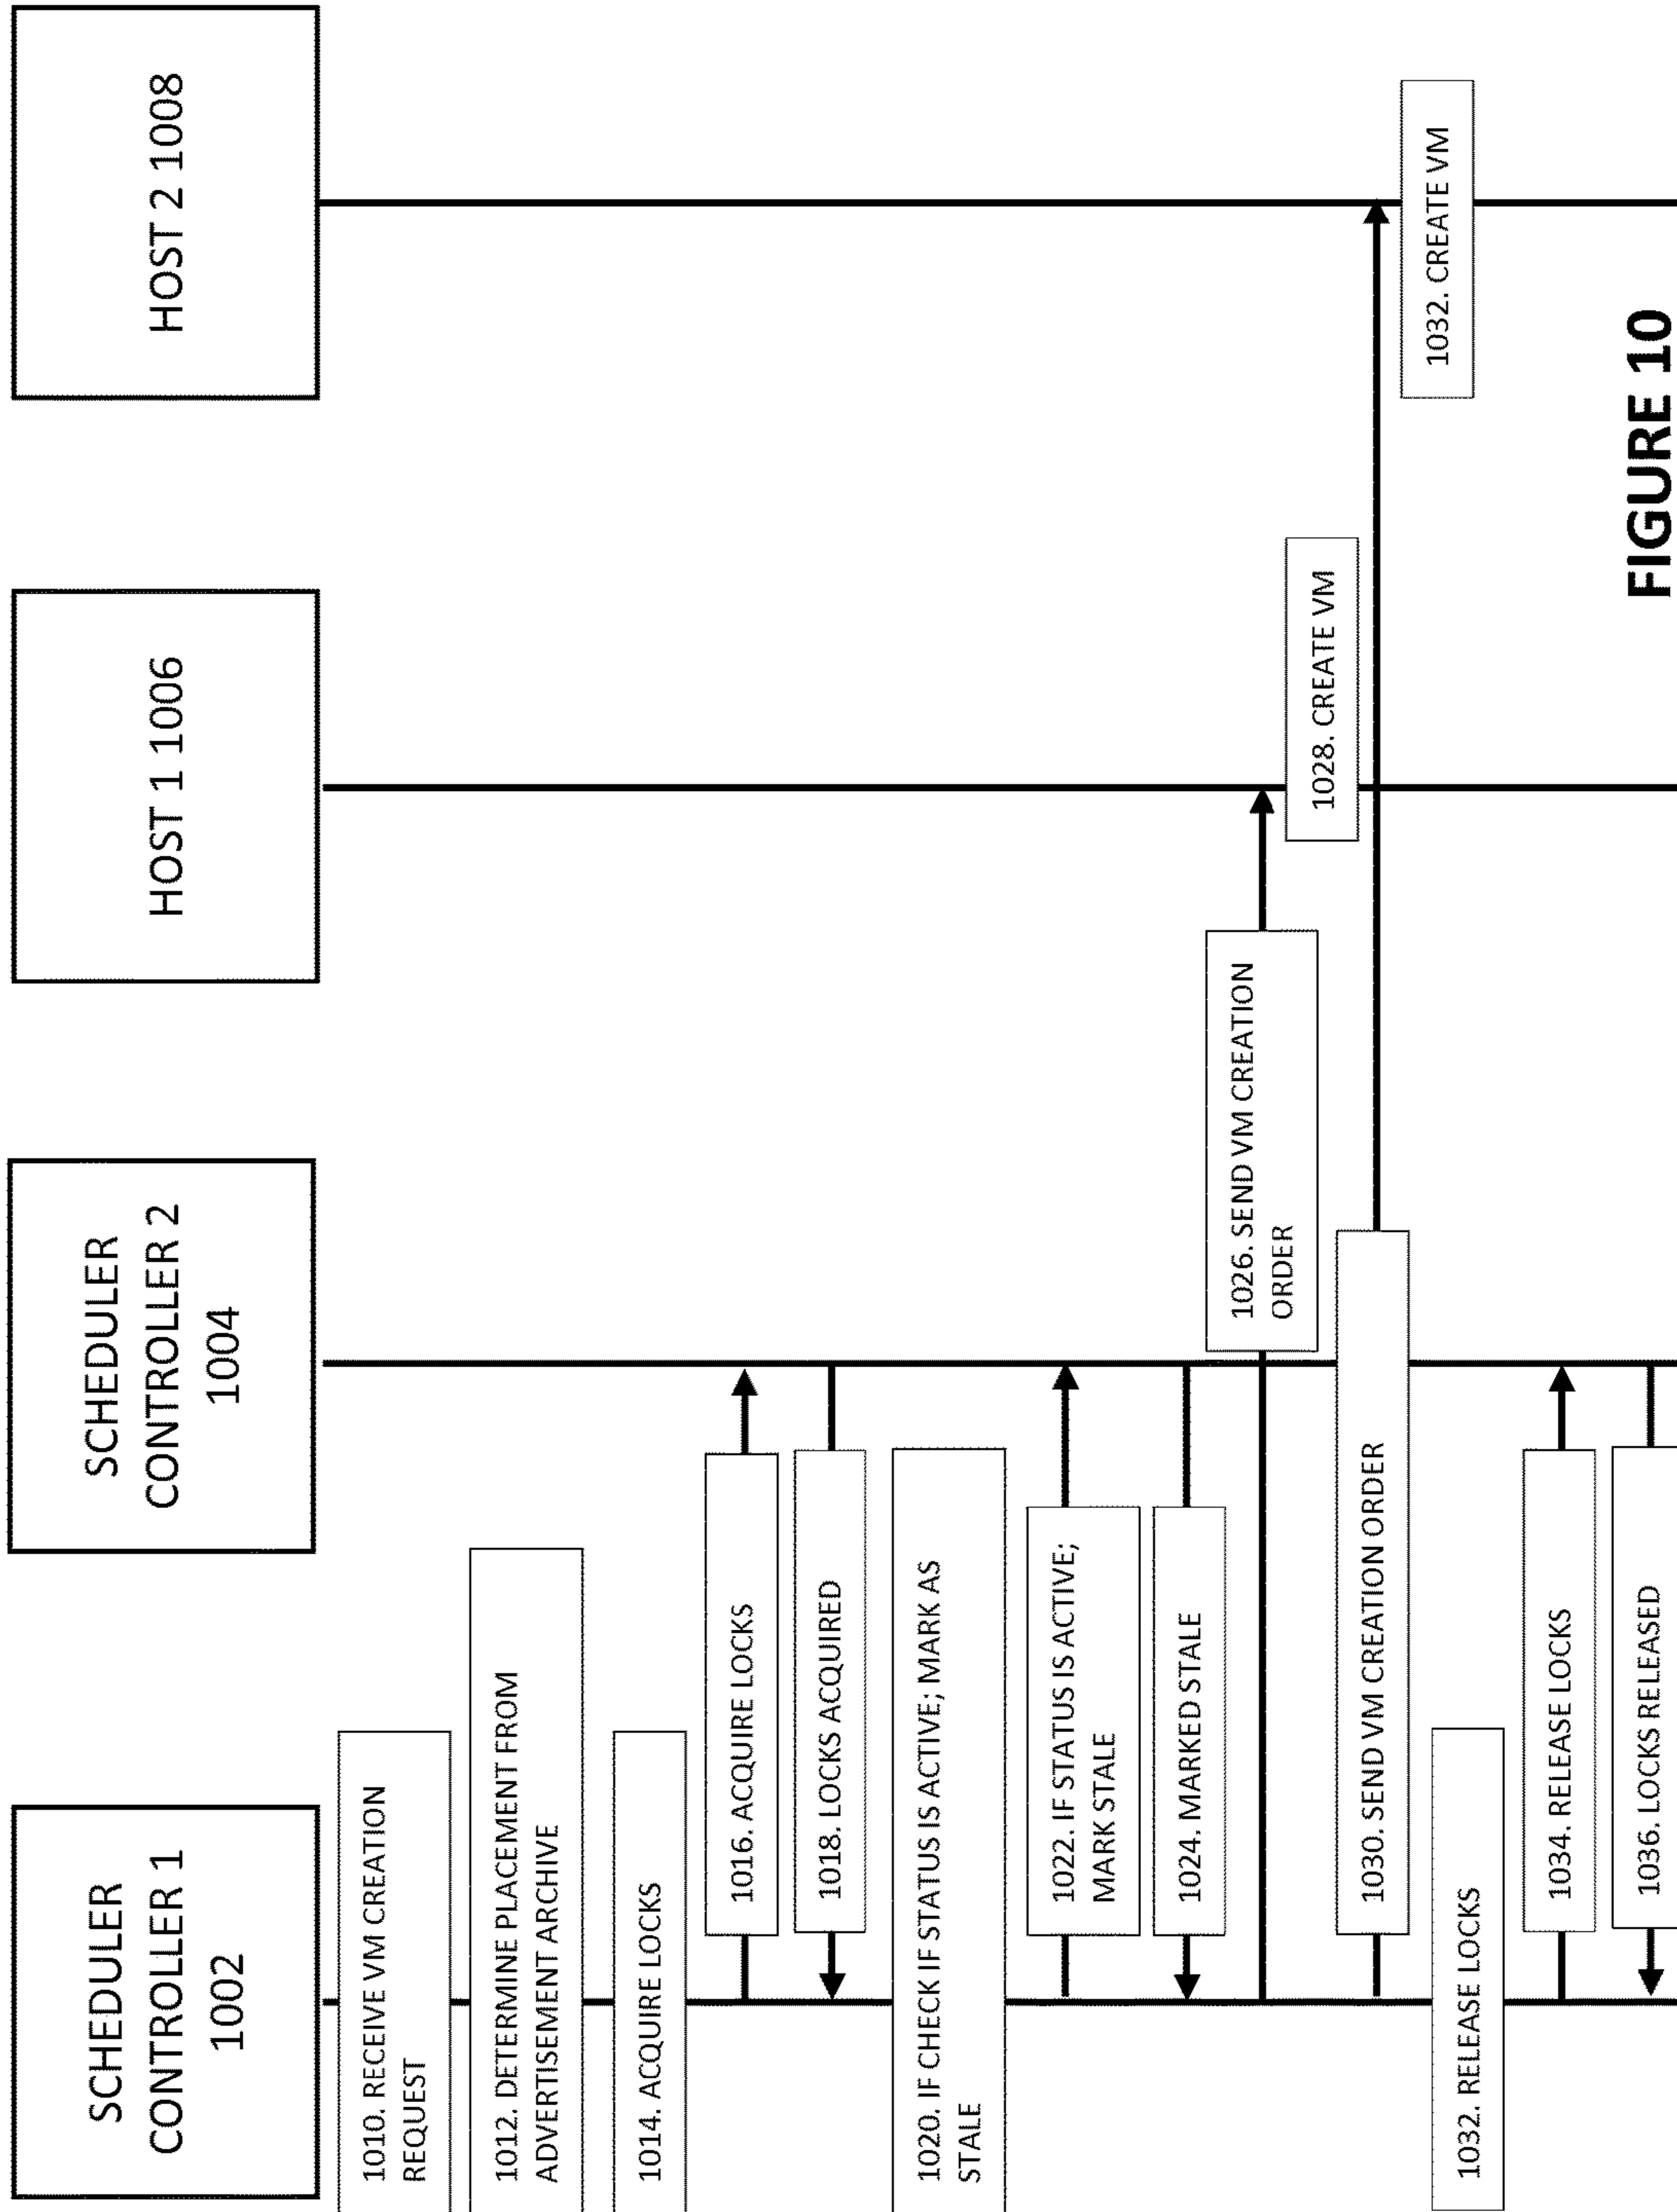 SCHEDULER
CONTROLLER 1
1002
SCHEDULER
CONTROLLER 2
1004
HOST 1 1006
HOST 2 1008
1010. RECEIVE VM CREATION
REQUEST
1012. DETERMINE PLACEMENT FROM
ADVERTISEMENT ARCHIVE
1014. ACQUIRE LOCKS
1016. ACQUIRE LOCKS
1018. LOCKS ACQUIRED
1020. IF CHECK IF STATUS IS ACTIVE; MARK AS
STALE
1022. IF STATUS IS ACTIVE;
MARK STALE
1024. MARKED STALE
1026. SEND VM CREATION
ORDER
1028. CREATE VM
1030. SEND VM CREATION ORDER
1032. CREATE VM
1032. RELEASE LOCKS
1034. RELEASE LOCKS
1036. LOCKS RELEASED
FIGURE 10